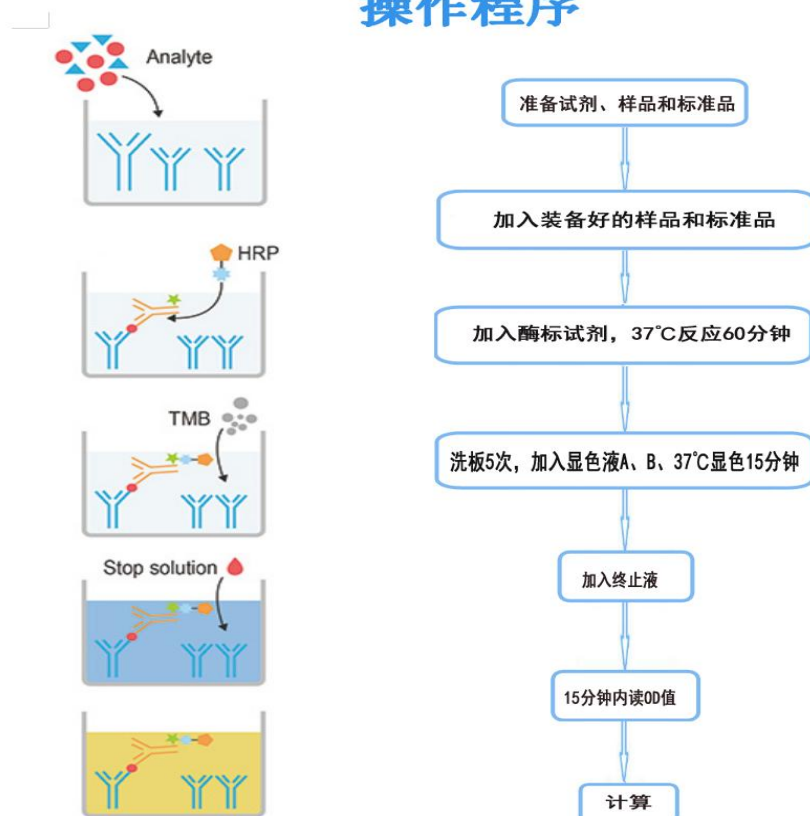 操作程序
Analyte
HRP
TMB
Stop solution
准备试剂、样品和标准品
加入装备好的样品和标准品
加入酶标试剂，37℃反应60分钟
洗板5次，加入显色液A、B、37℃显色15分钟
加入终止液
15分钟内读OD值
计算